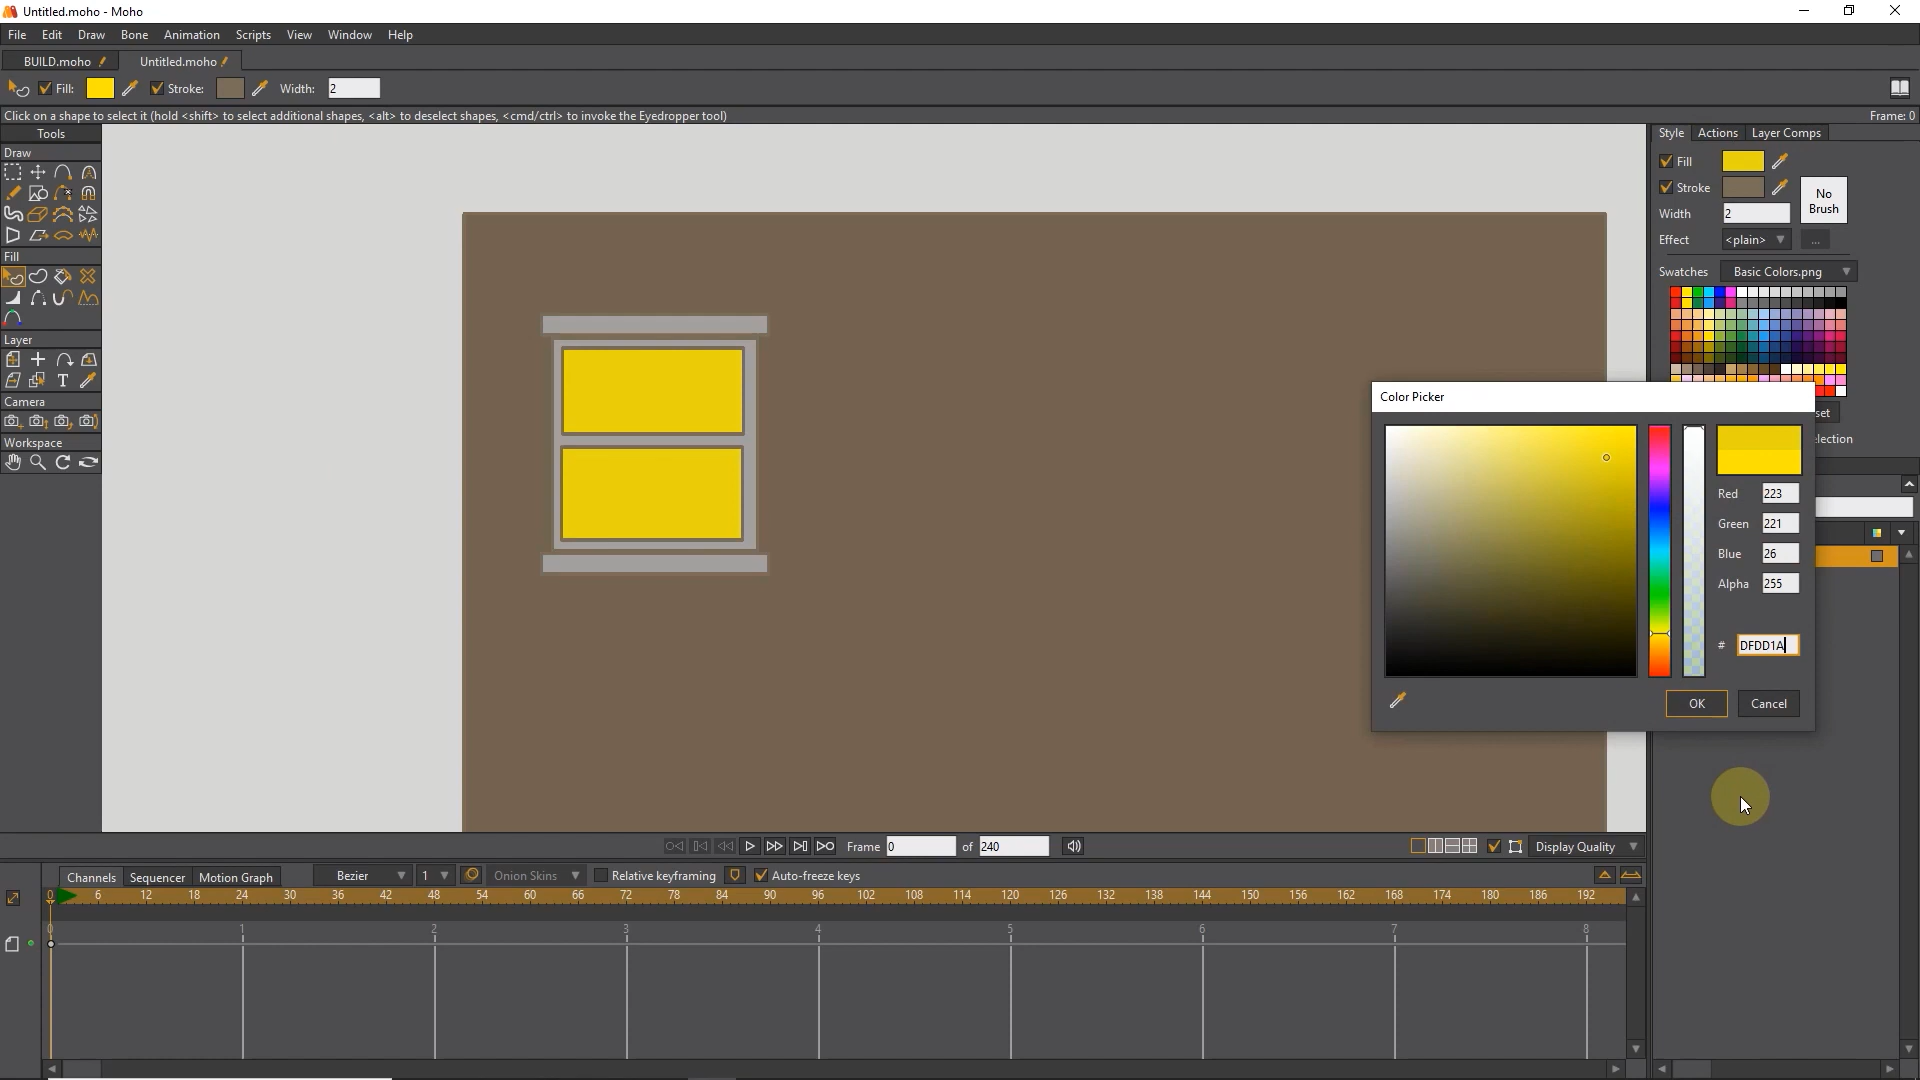 Untitled.moho - Moho
File Edit Draw Bone Animation Scripts View Window Help
BUILD.moho Untitled.moho
Fill: Stroke: Width: 2
Click on a shape to select it (hold <shift> to select additional shapes, <alt> to deselect shapes, <cmd/ctrl> to invoke the Eyedropper tool) Frame: 0
Tools
Draw
Fill
Layer
T
Camera
Workspace
Style Actions Layer Comps
Fill
Stroke
No
Brush
Width 2
Effect <plain> ...
Swatches Basic Colors.png
set
election
Color Picker
Red 223
Green 221
Blue 26
Alpha 255
# DFDD1A
OK Cancel
Frame 0 of 240 Display Quality
Channels Sequencer Motion Graph Bezier 1 Onion Skins Relative keyframing Auto-freeze keys
0 6 12 18 24 30 36 42 48 54 60 66 72 78 84 90 96 102 108 114 120 126 132 138 144 150 156 162 168 174 180 186 192
0 1 2 3 4 5 6 7 8